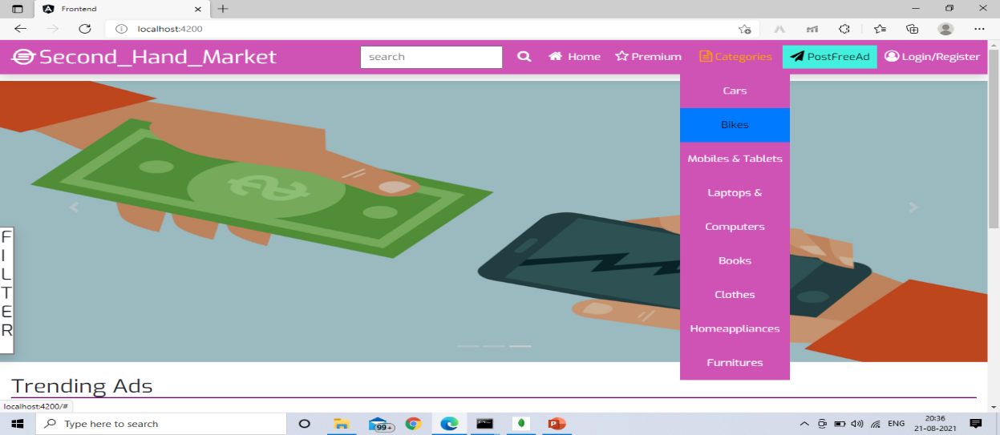 Frontend
localhost:4200
Second_Hand_Market
search
Home
Premium
Categories
PostFreeAd
Login/Register
Cars
Bikes
Mobiles & Tablets
Laptops &
Computers
Books
Clothes
Homeappliances
Furnitures
F
I
L
T
E
R
Trending Ads
localhost:4200/#
Type here to search
99+
ENG
20:36
21-08-2021